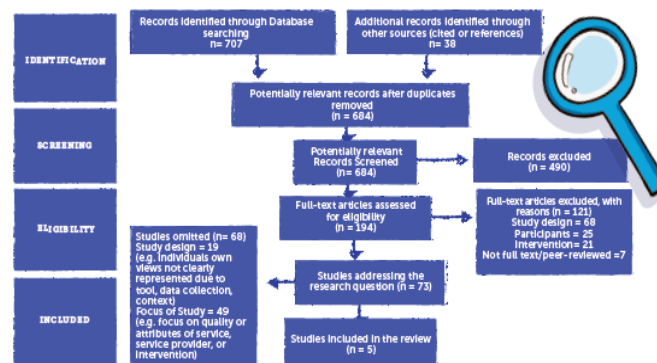 Records identified through Database
searching
n= 707
Additional records identified through
other sources (cited or references)
n= 38
IDENTIFICATION
Potentially relevant records after duplicates
removed
(n = 684)
SCREENING
Potentially relevant
Records Screened
(n = 684)
Records excluded
(n = 490)
ELIGIBILITY
Full-text articles assessed
for eligibility
(n = 194)
Full-text articles excluded, with
reasons (n = 121)
Study design = 68
Participants = 25
Intervention= 21
Not full text/peer-reviewed =7
Studies omitted (n= 68)
Study design = 19
(e.g. individuals own
views not clearly
represented due to
tool, data collection,
context)
Focus of Study = 49
(e.g. focus on quality or
attributes of service,
service provider, or
intervention)
Studies addressing the
research question (n = 73)
INCLUDED
Studies included in the review
(n = 5)